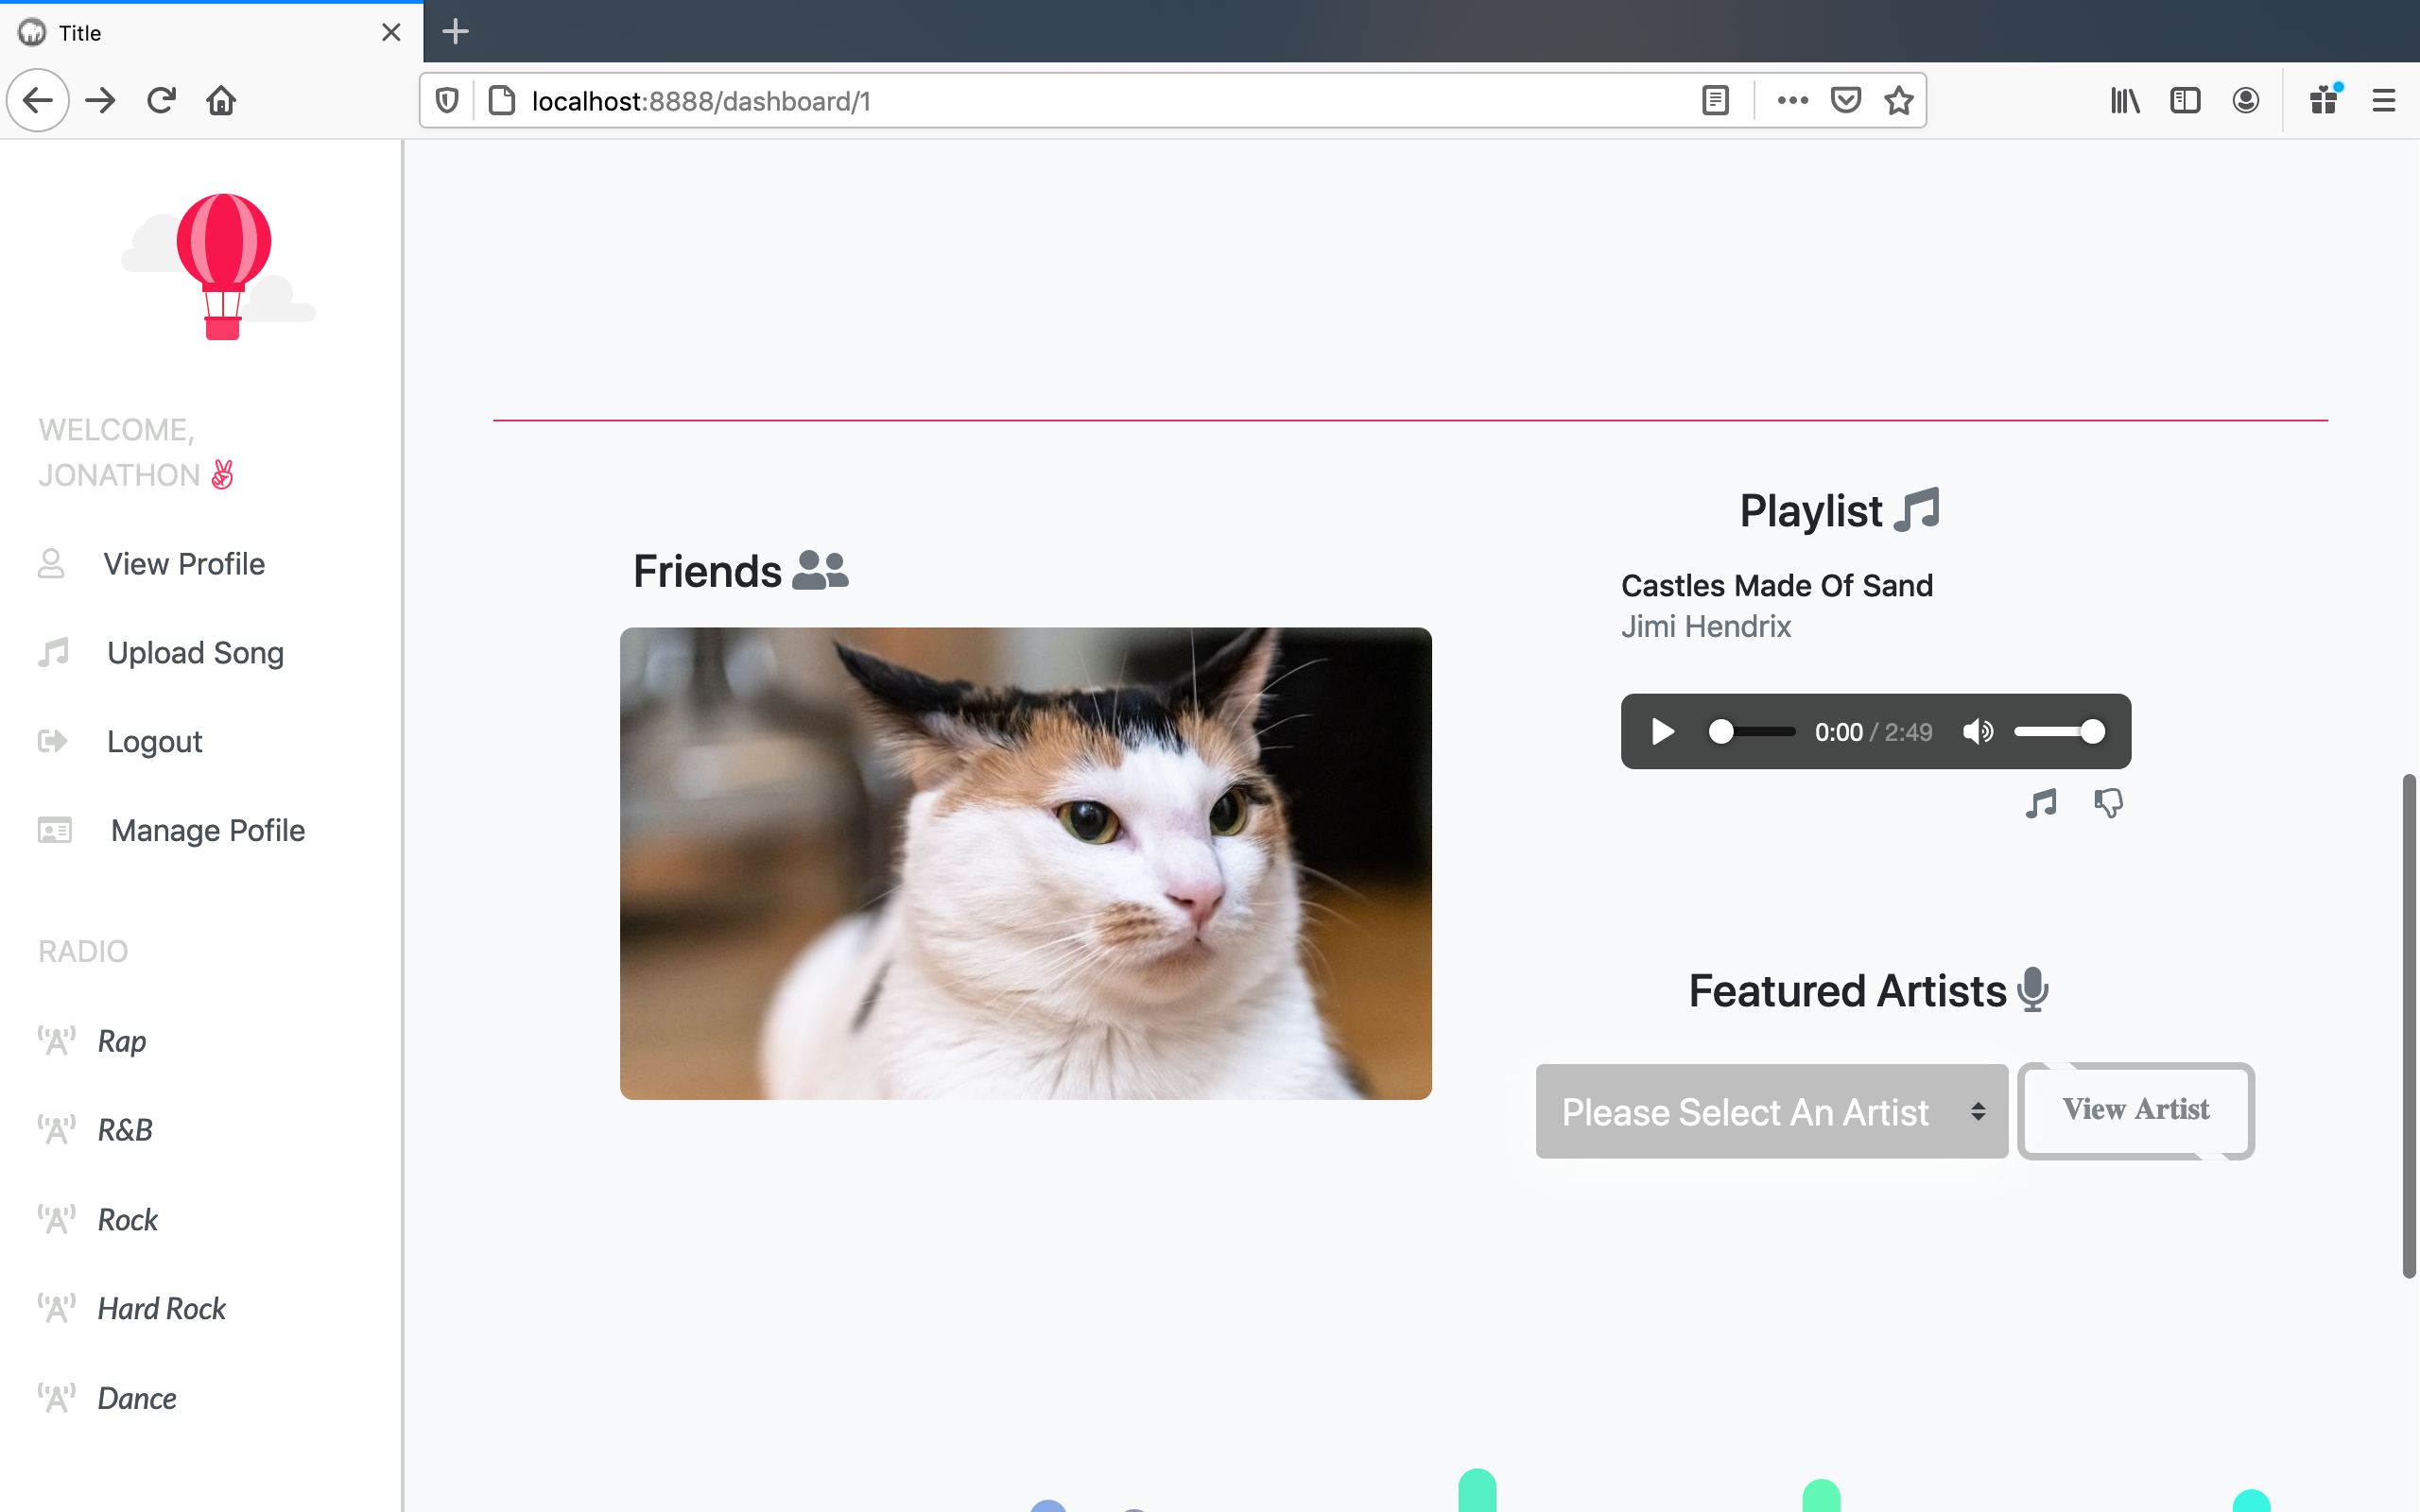 Title
localhost:8888/dashboard/1
WELCOME,
JONATHON
View Profile
Upload Song
Logout
Manage Pofile
RADIO
Rap
R&B
Rock
Hard Rock
Dance
Friends
Playlist
Castles Made Of Sand
Jimi Hendrix
0:00 / 2:49
Featured Artists
Please Select An Artist
View Artist